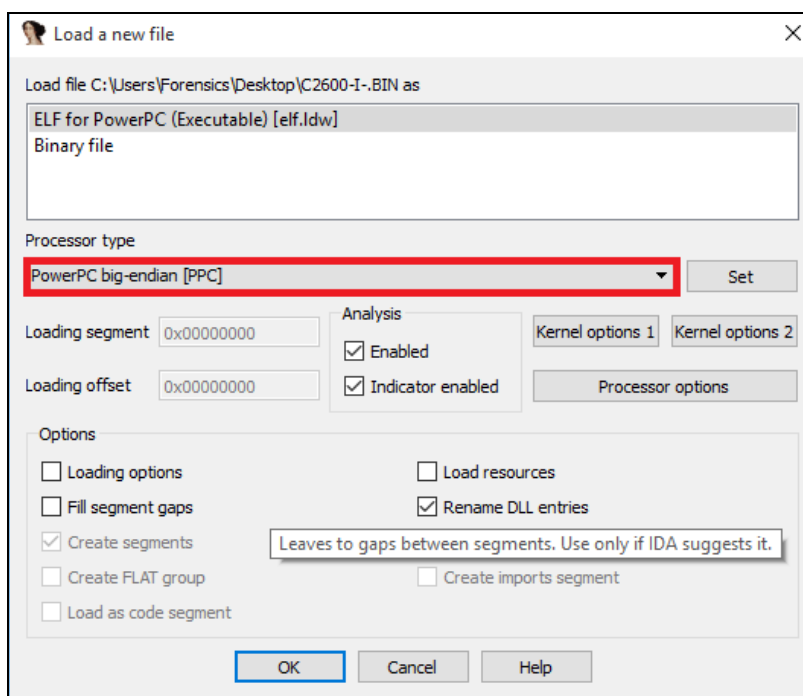 Load a new file
Load file C:\Users\Forensics\Desktop\C2600-I-.BIN as
ELF for PowerPC (Executable) [elf.ldw]
Binary file
Processor type
PowerPC big-endian [PPC]
Set
Loading segment
0x00000000
Loading offset
0x00000000
Analysis
Enabled
Indicator enabled
Kernel options 1
Kernel options 2
Processor options
Options
Loading options
Load resources
Fill segment gaps
Rename DLL entries
Create segments
Leaves to gaps between segments. Use only if IDA suggests it.
Create FLAT group
Create imports segment
Load as code segment
OK
Cancel
Help